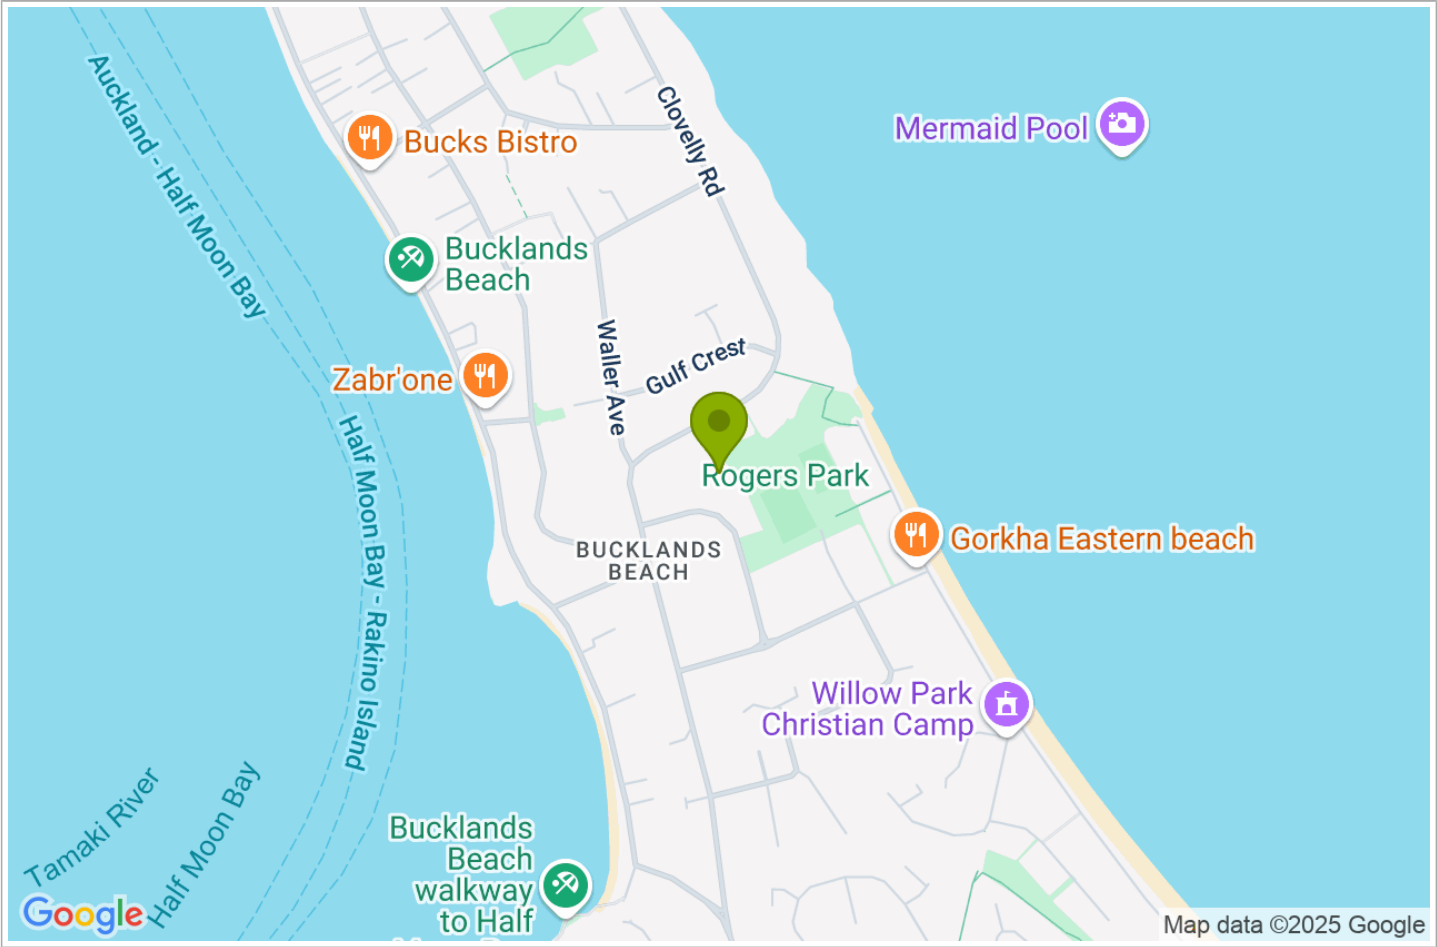 Clovelly Rd
Mermaid Pool
Bucks Bistro
Auckland - Half Moon Bay
Bucklands
Beach
Waller Ave
Gulf Crest
Zabr'one
Rogers Park
Half Moon Bay - Rakino Island
Gorkha Eastern beach
BUCKLANDS
BEACH
Willow Park
Christian Camp
Tamaki River
Half Moon Bay
Bucklands
Beach
walkway
to Half
Google
Map data ©2025 Google